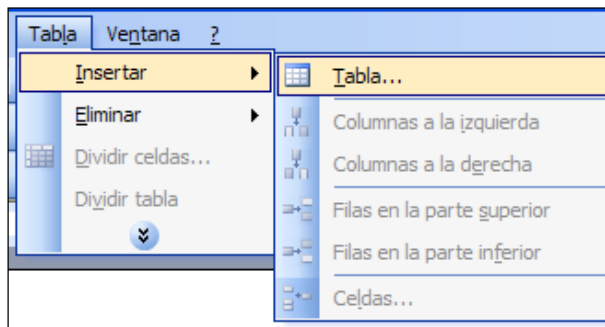 Tabla Ventana ?
Insertar
Eliminar
Dividir celdas...
Dividir tabla
Tabla...
Columnas a la izquierda
Columnas a la derecha
Filas en la parte superior
Filas en la parte inferior
Celdas...